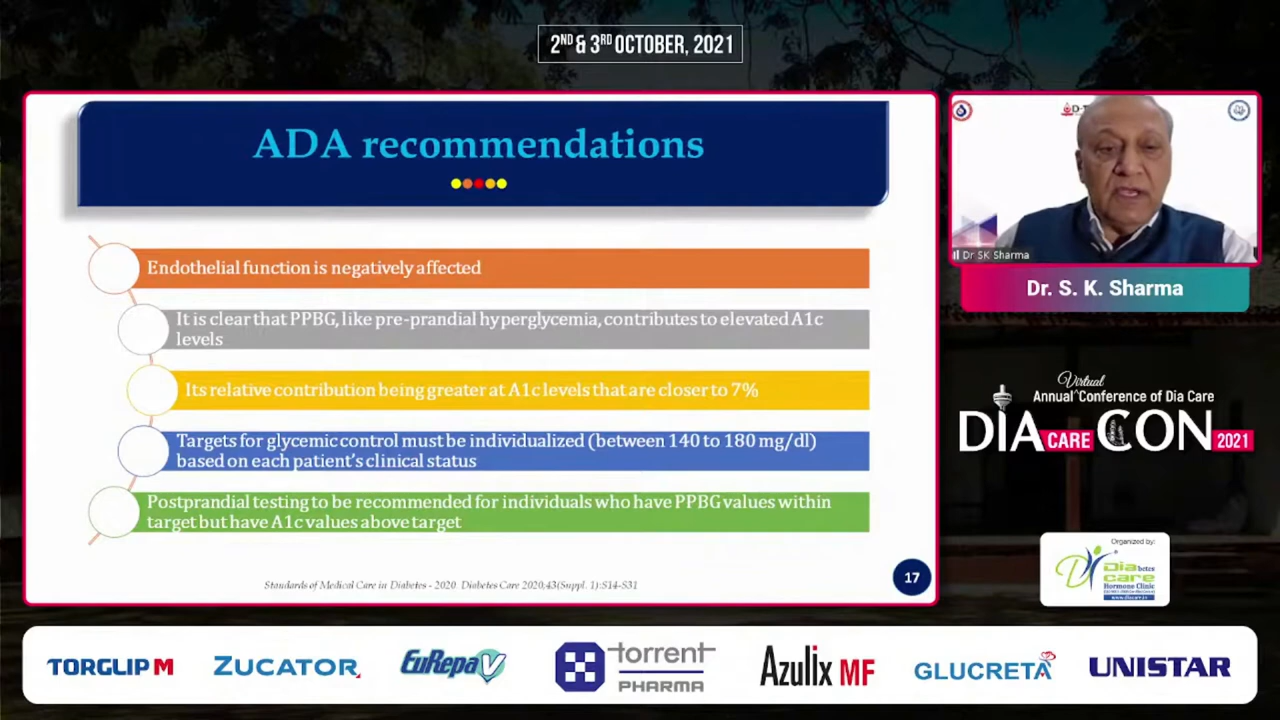 2ND & 3RD OCTOBER, 2021
ADA recommendations
Endothelial function is negatively affected
It is clear that PPBG, like pre-prandial hyperglycemia, contributes to elevated A1c
levels
Its relative contribution being greater at A1c levels that are closer to 7%
Targets for glycemic control must be individualized (between 140 to 180 mg/dl)
based on each patient's clinical status
Postprandial testing to be recommended for individuals who have PPBG values within
target but have A1c values above target
Standards of Medical Care in Diabetes - 2020. Diabetes Care 2020;43(Suppl. 1):S14-S31
17
Dr SK Sharma
Dr. S. K. Sharma
Virtual
Annual Conference of Dia Care
DIA CARE CON 2021
Organized by:
Diabetes
care
Hormone Clinic
TORGLIP M
ZUCATOR
EuRepa V
torrent
PHARMA
Azulix MF
GLUCRETA
UNISTAR